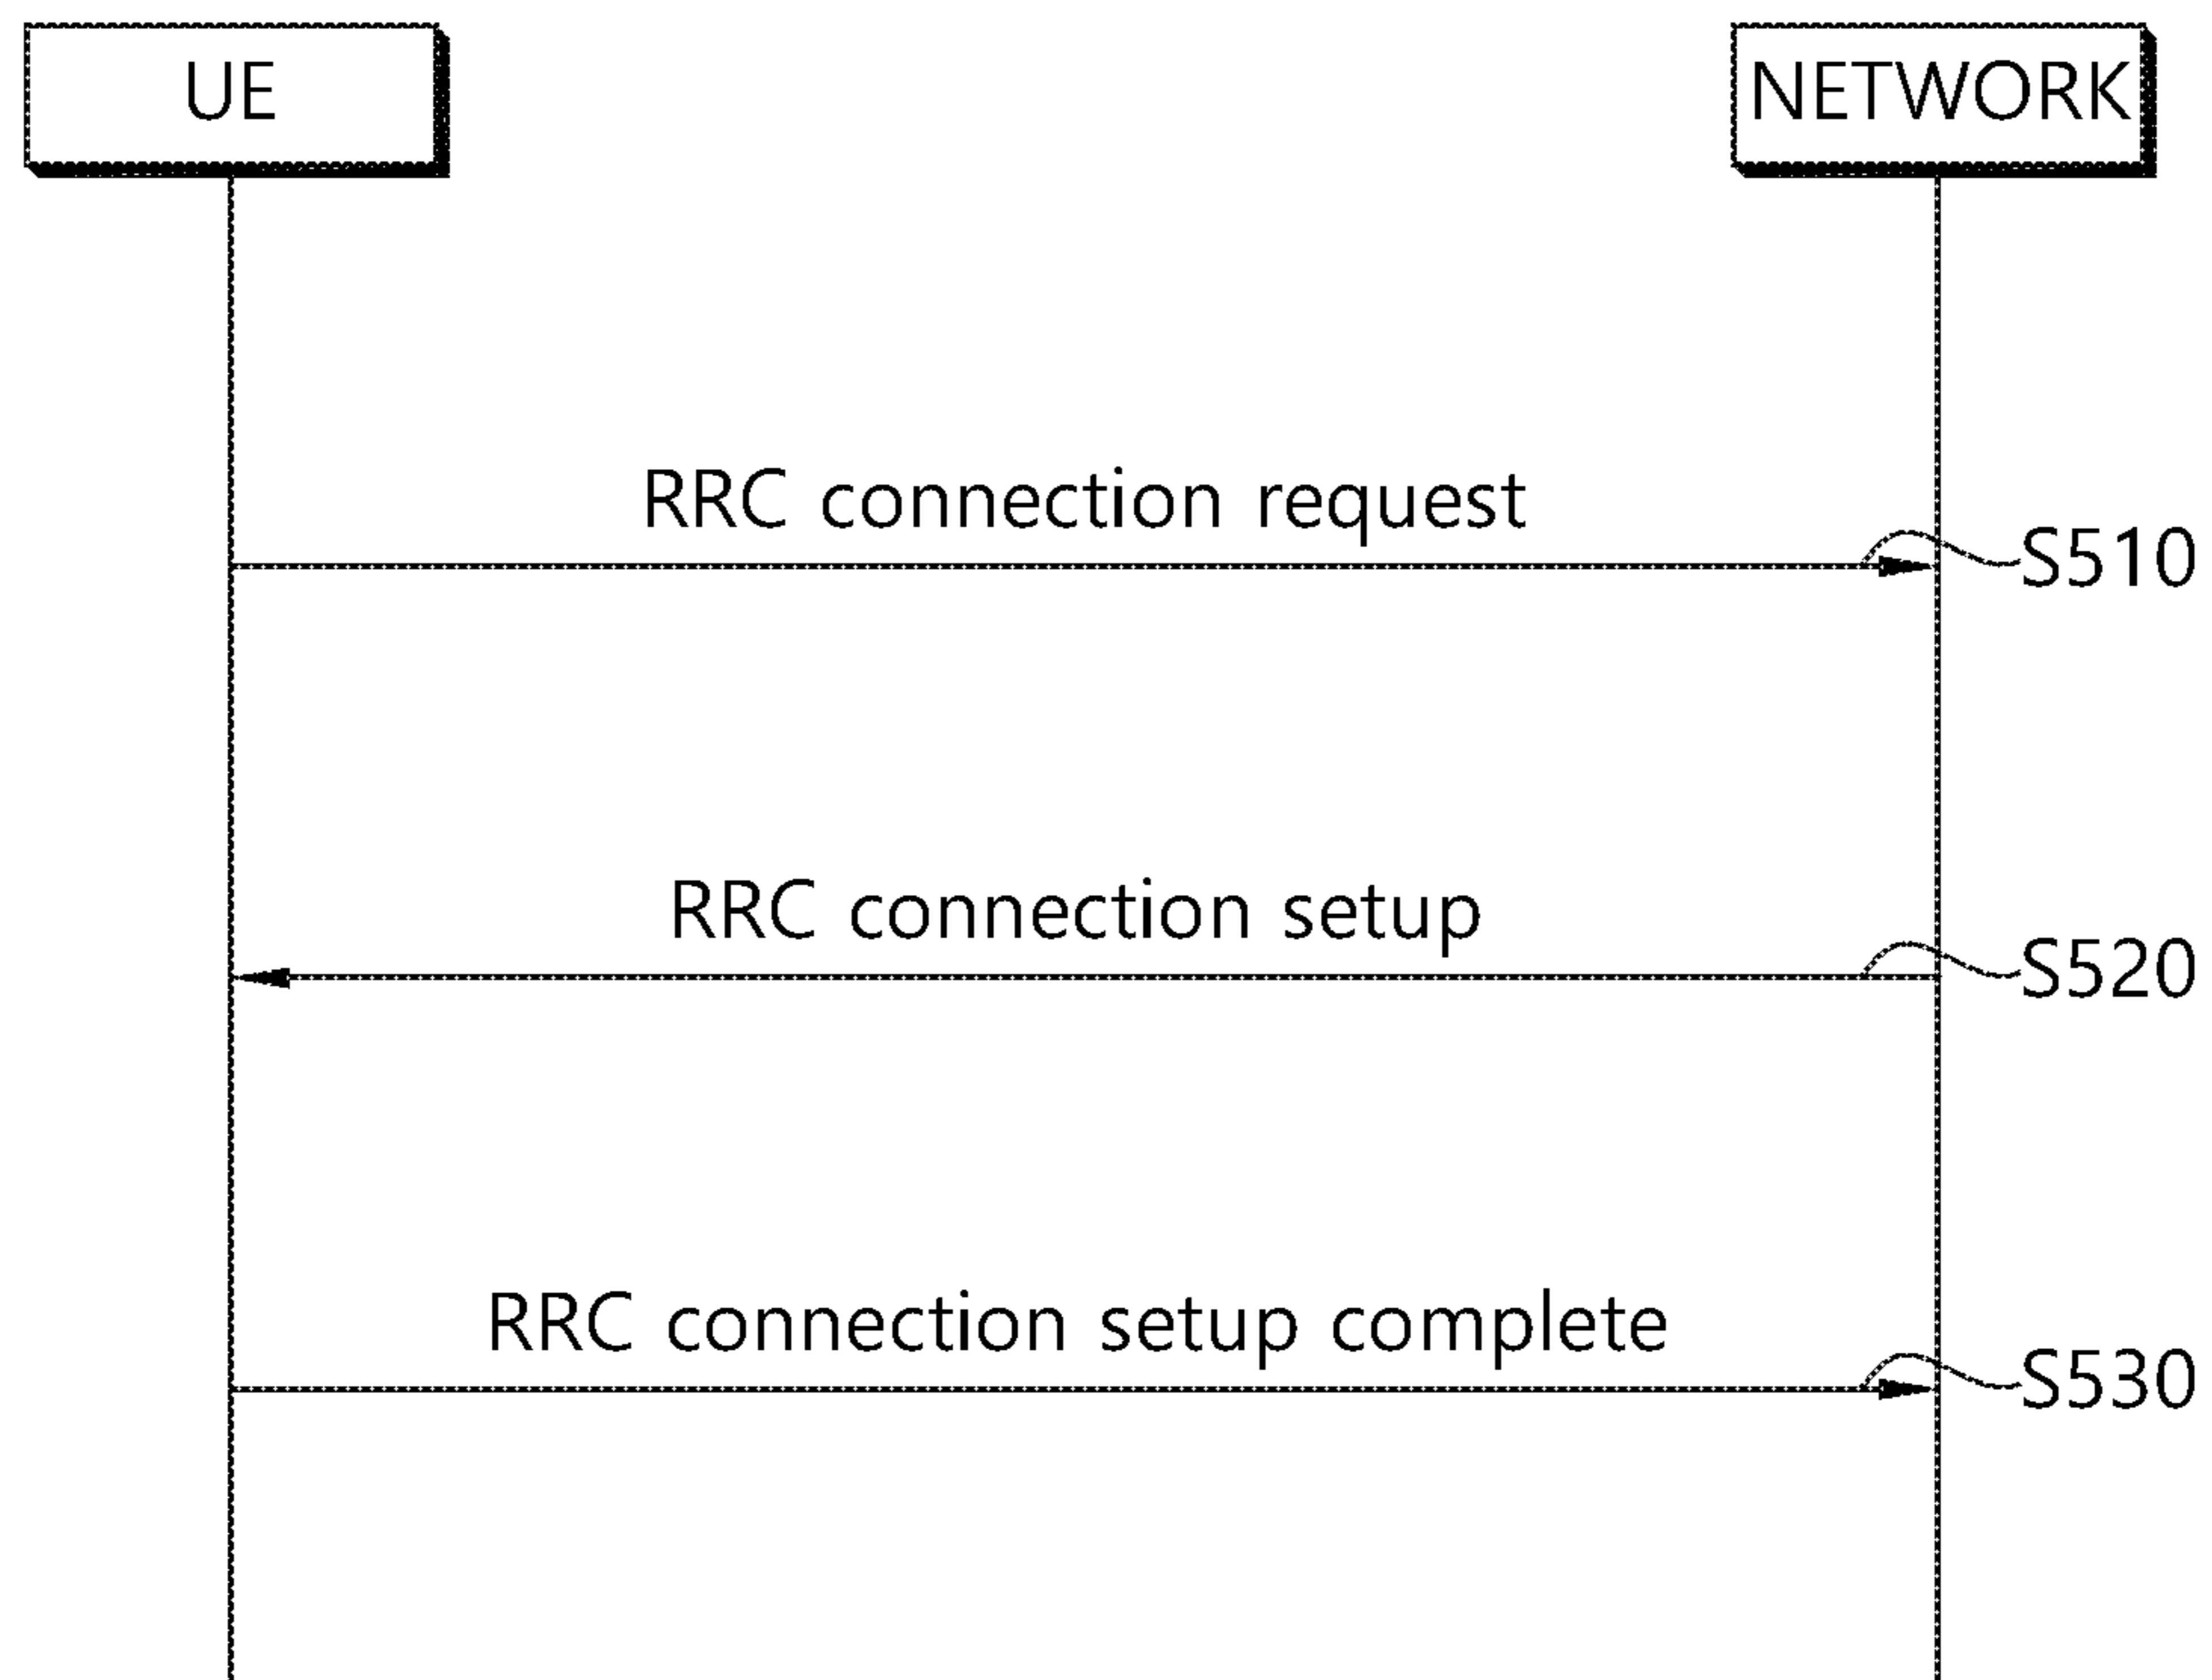 UE
NETWORK
RRC connection request
S510
RRC connection setup
S520
RRC connection setup complete
S530